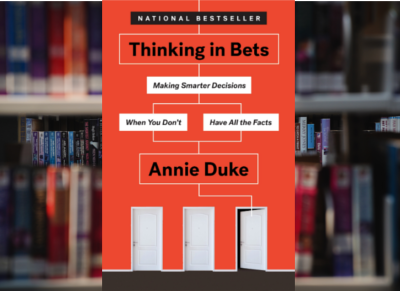 NATIONAL BESTSELLER
Thinking in Bets
Making Smarter Decisions
When You Don't
Have All the Facts
Annie Duke